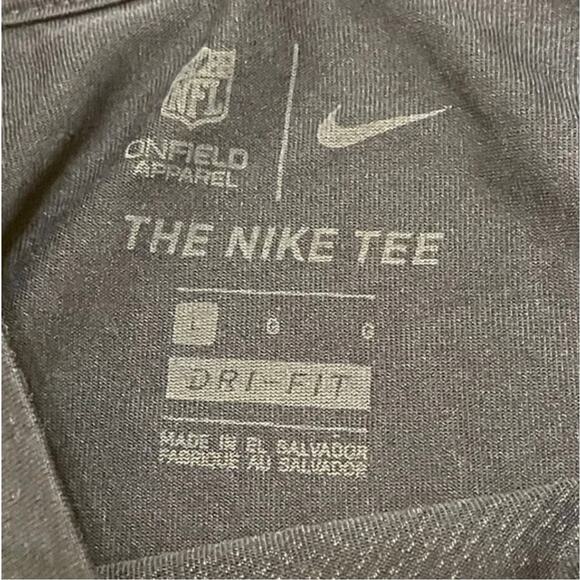 NFL
ONFIELD
APPAREL
THE NIKE TEE
L G G
DRI-FIT
MADE IN EL SALVADOR
FABRIQUE AU SALVADOR